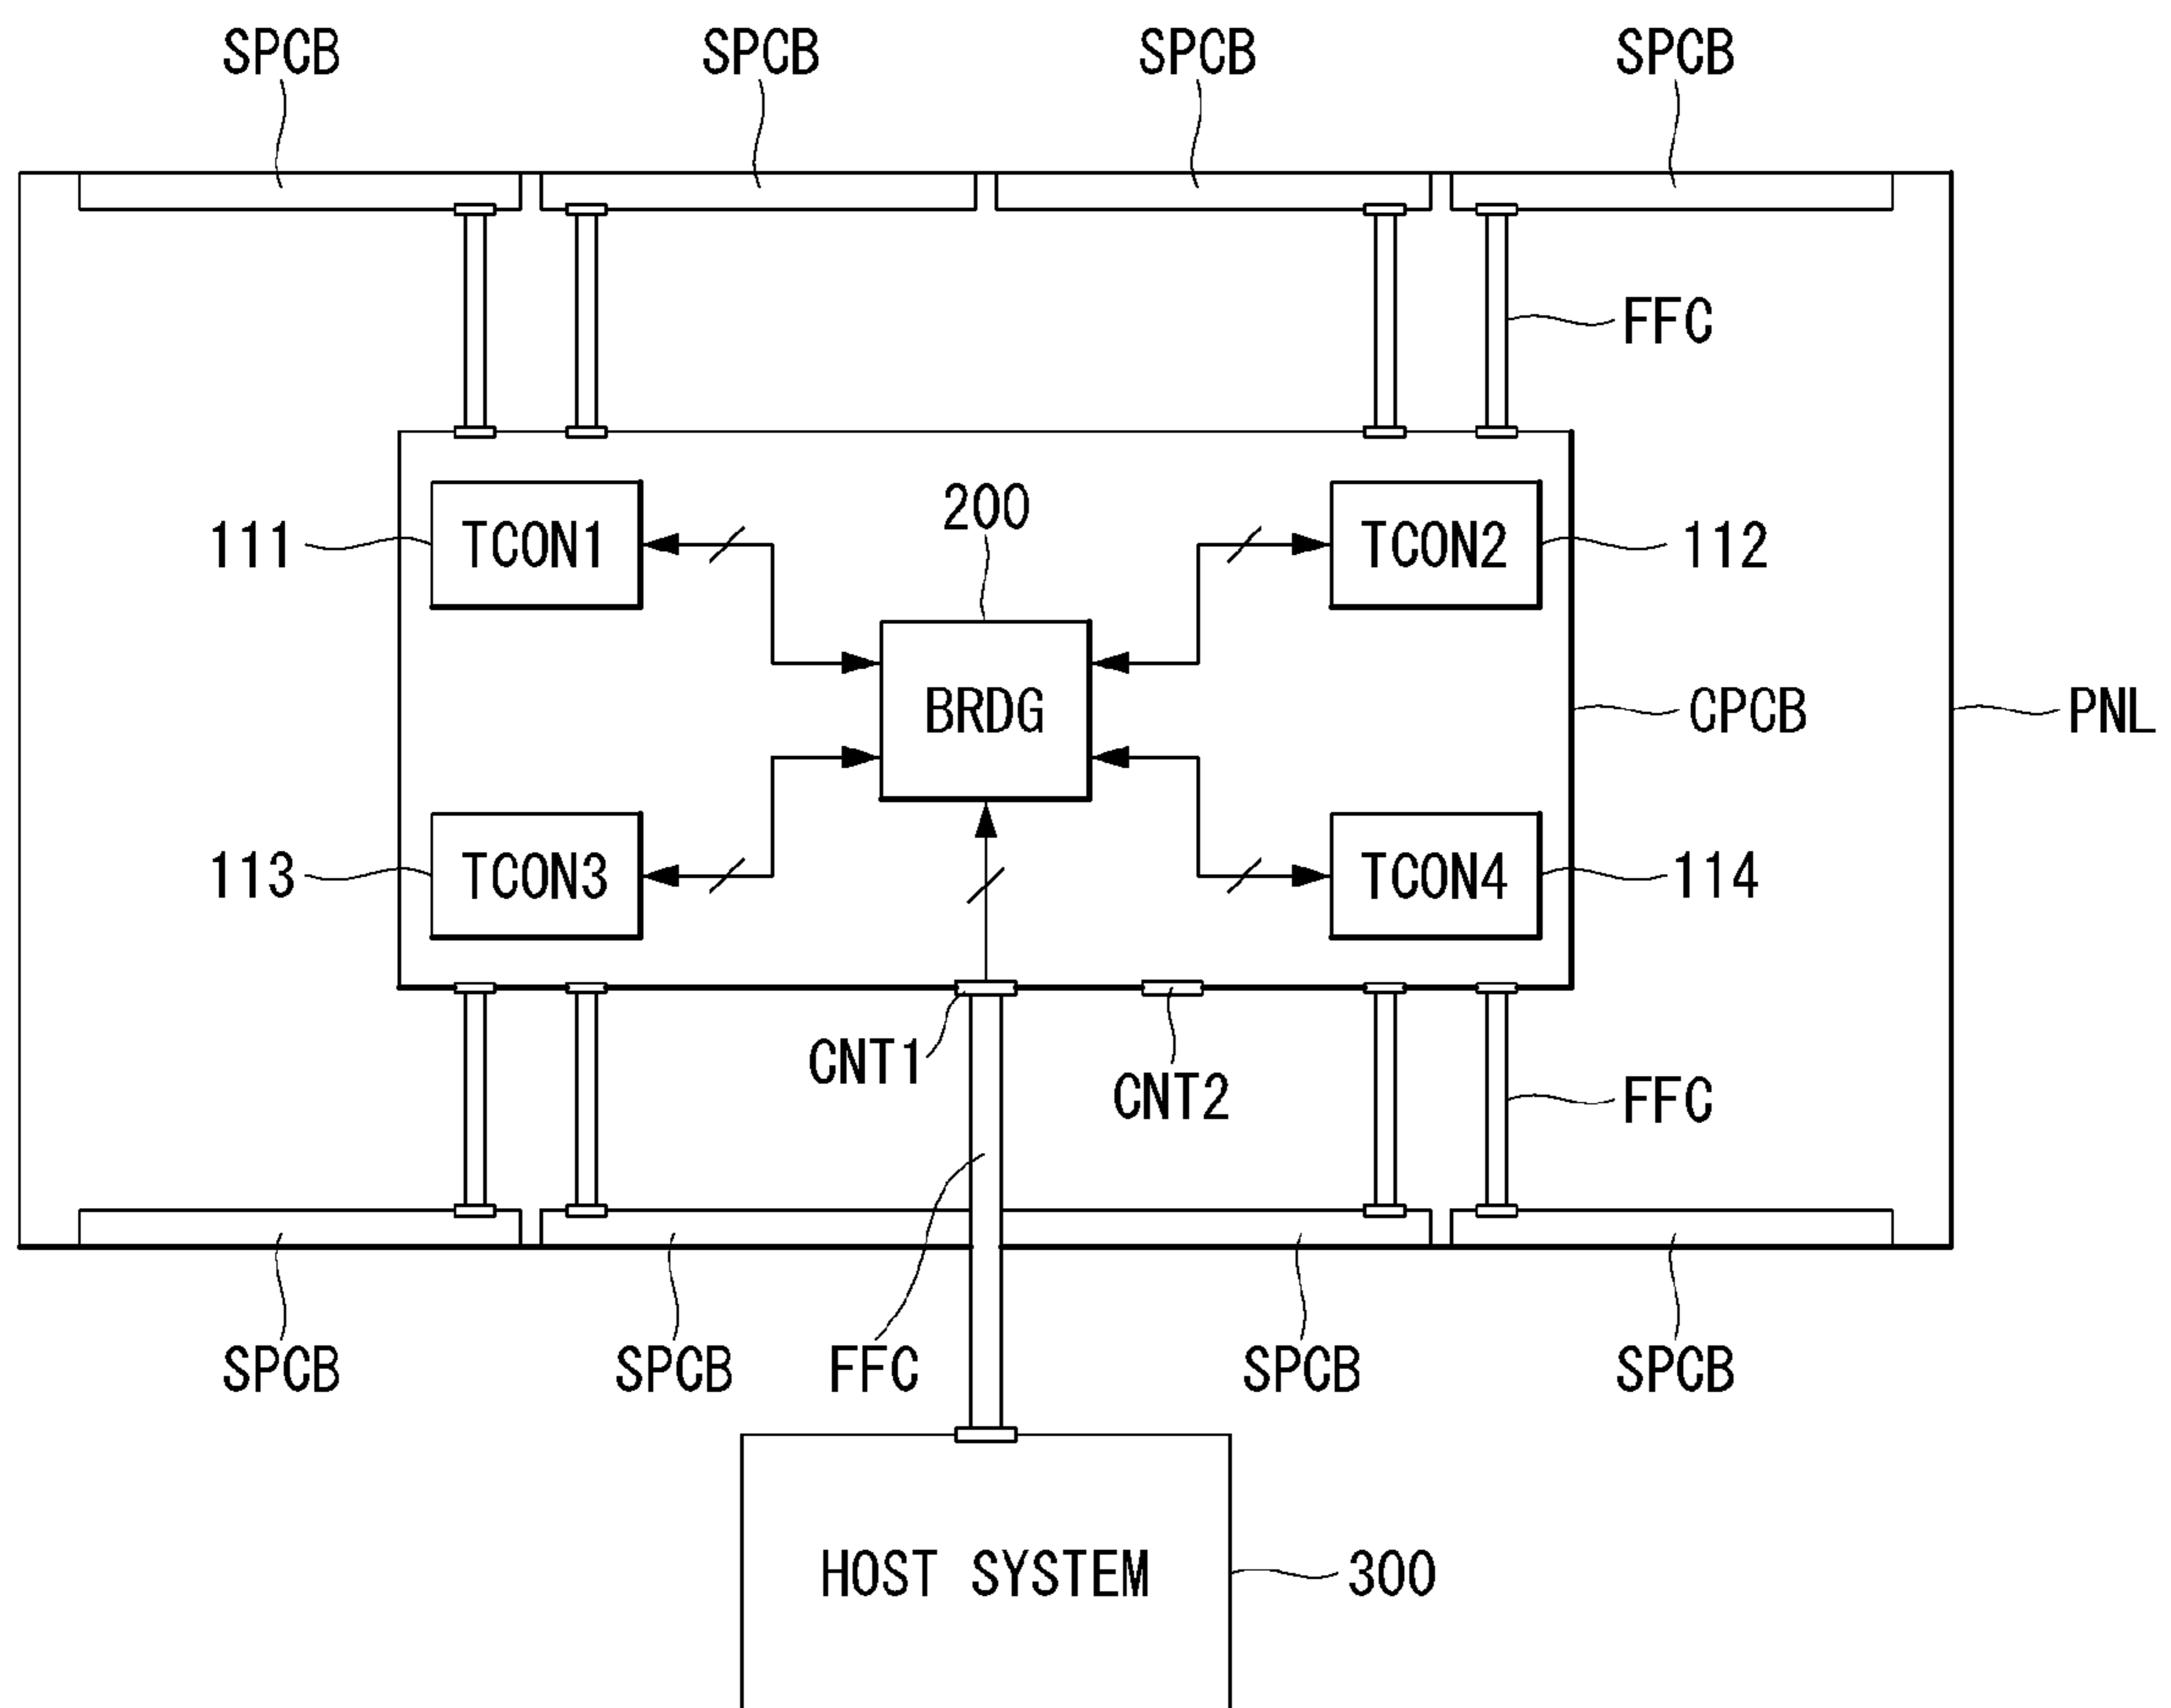 SPCB SPCB SPCB SPCB
FFC
200
111 TCON1 TCON2 112
BRDG CPCB PNL
113 TCON3 TCON4 114
CNT1
CNT2 FFC
SPCB SPCB FFC SPCB SPCB
HOST SYSTEM 300